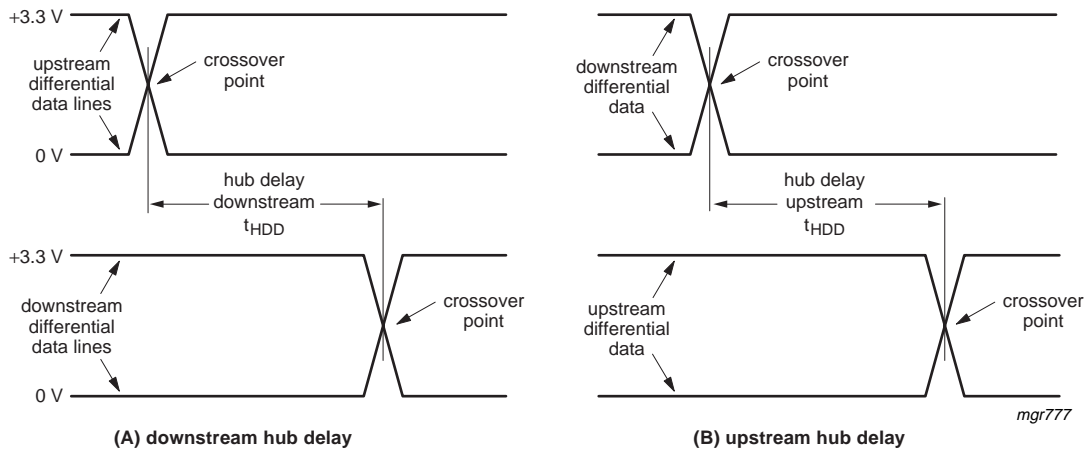 +3.3 V
upstream
differential
data lines
0 V
crossover
point
hub delay
downstream
tHDD
+3.3 V
downstream
differential
data lines
0 V
crossover
point
(A) downstream hub delay
downstream
differential
data
crossover
point
hub delay
upstream
tHDD
upstream
differential
data
crossover
point
mgr777
(B) upstream hub delay